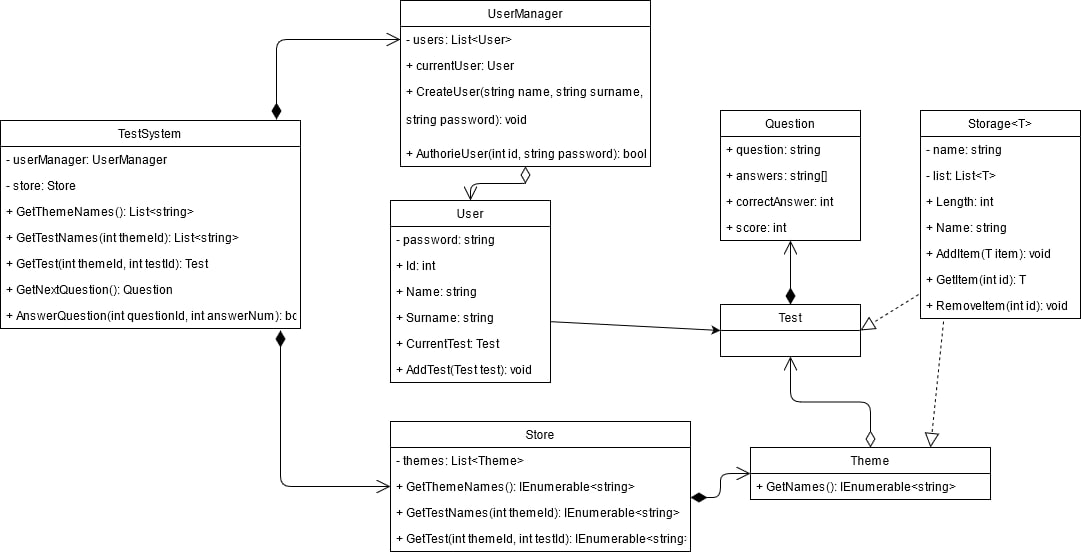 UserManager
- users: List<User>
+ currentUser: User
+ CreateUser(string name, string surname,
string password): void
+ AuthorieUser(int id, string password): bool
TestSystem
- userManager: UserManager
- store: Store
+ GetThemeNames(): List<string>
+ GetTestNames(int themeId): List<string>
+ GetTest(int themeId, int testId): Test
+ GetNextQuestion(): Question
+ AnswerQuestion(int questionId, int answerNum): bo
User
- password: string
+ Id: int
+ Name: string
+ Surname: string
+ CurrentTest: Test
+ AddTest(Test test): void
Question
+ question: string
+ answers: string[]
+ correctAnswer: int
+ score: int
Storage<T>
- name: string
- list: List<T>
+ Length: int
+ Name: string
+ AddItem(T item): void
+ GetItem(int id): T
+ RemoveItem(int id): void
Test
Store
- themes: List<Theme>
+ GetThemeNames(): IEnumerable<string>
+ GetTestNames(int themeId): IEnumerable<string>
+ GetTest(int themeId, int testId): IEnumerable<string>
Theme
+ GetNames(): IEnumerable<string>